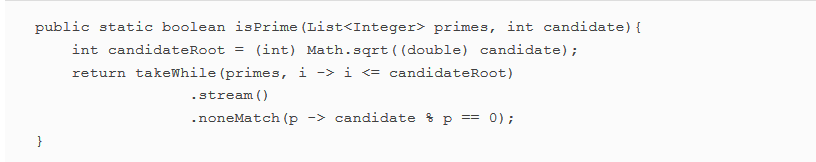 public static boolean isPrime(List<Integer> primes, int candidate){
    int candidateRoot = (int) Math.sqrt((double) candidate);
    return takeWhile(primes, i -> i <= candidateRoot)
                .stream()
                .noneMatch(p -> candidate % p == 0);
}